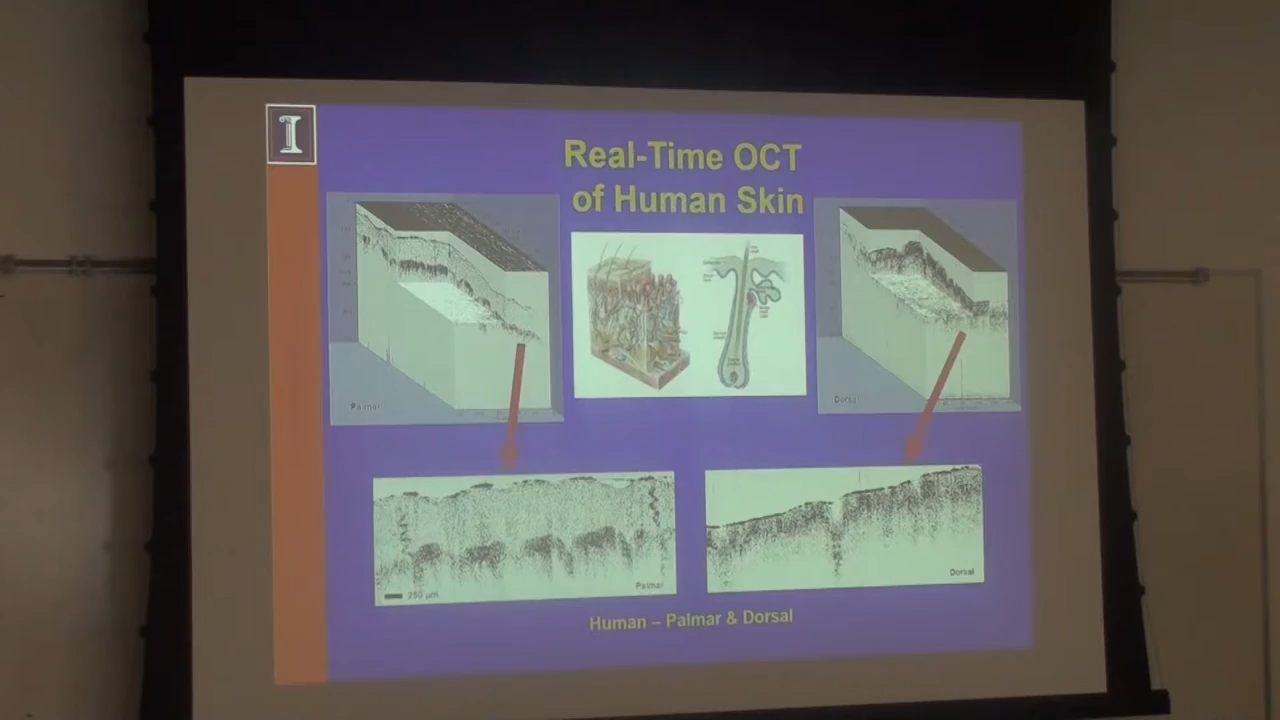 I
Real-Time OCT
of Human Skin
Palmar
Dorsal
Palmar
250 µm
Dorsal
Human – Palmar & Dorsal